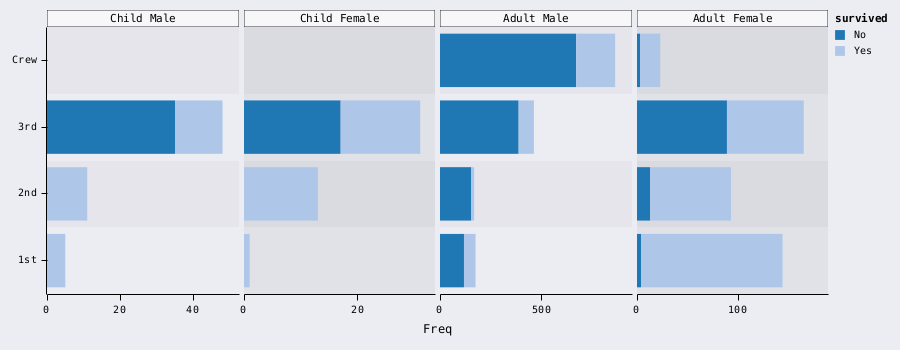 Child Male Child Female Adult Male Adult Female
survived
No
Yes
Crew
3rd
2nd
1st
0 20 40 0 20 0 500 0 100
Freq